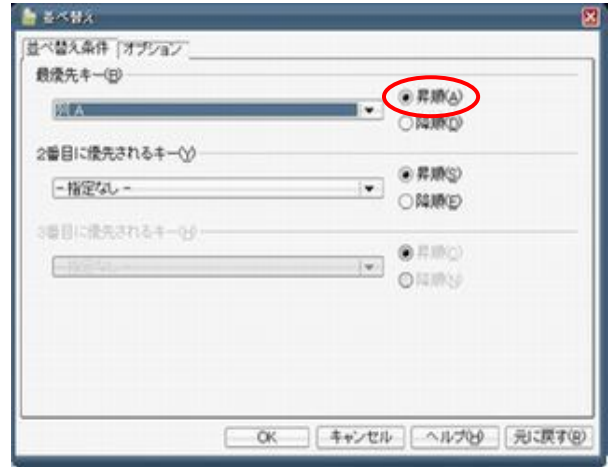 並べ替え
並べ替え条件 オプション
最優先キー(B)
列 A
昇順(A)
降順(D)
2番目に優先されるキー(Y)
- 指定なし -
昇順(S)
降順(E)
3番目に優先されるキー
- 指定なし -
昇順(C)
降順(N)
OK キャンセル ヘルプ(H) 元に戻す(R)